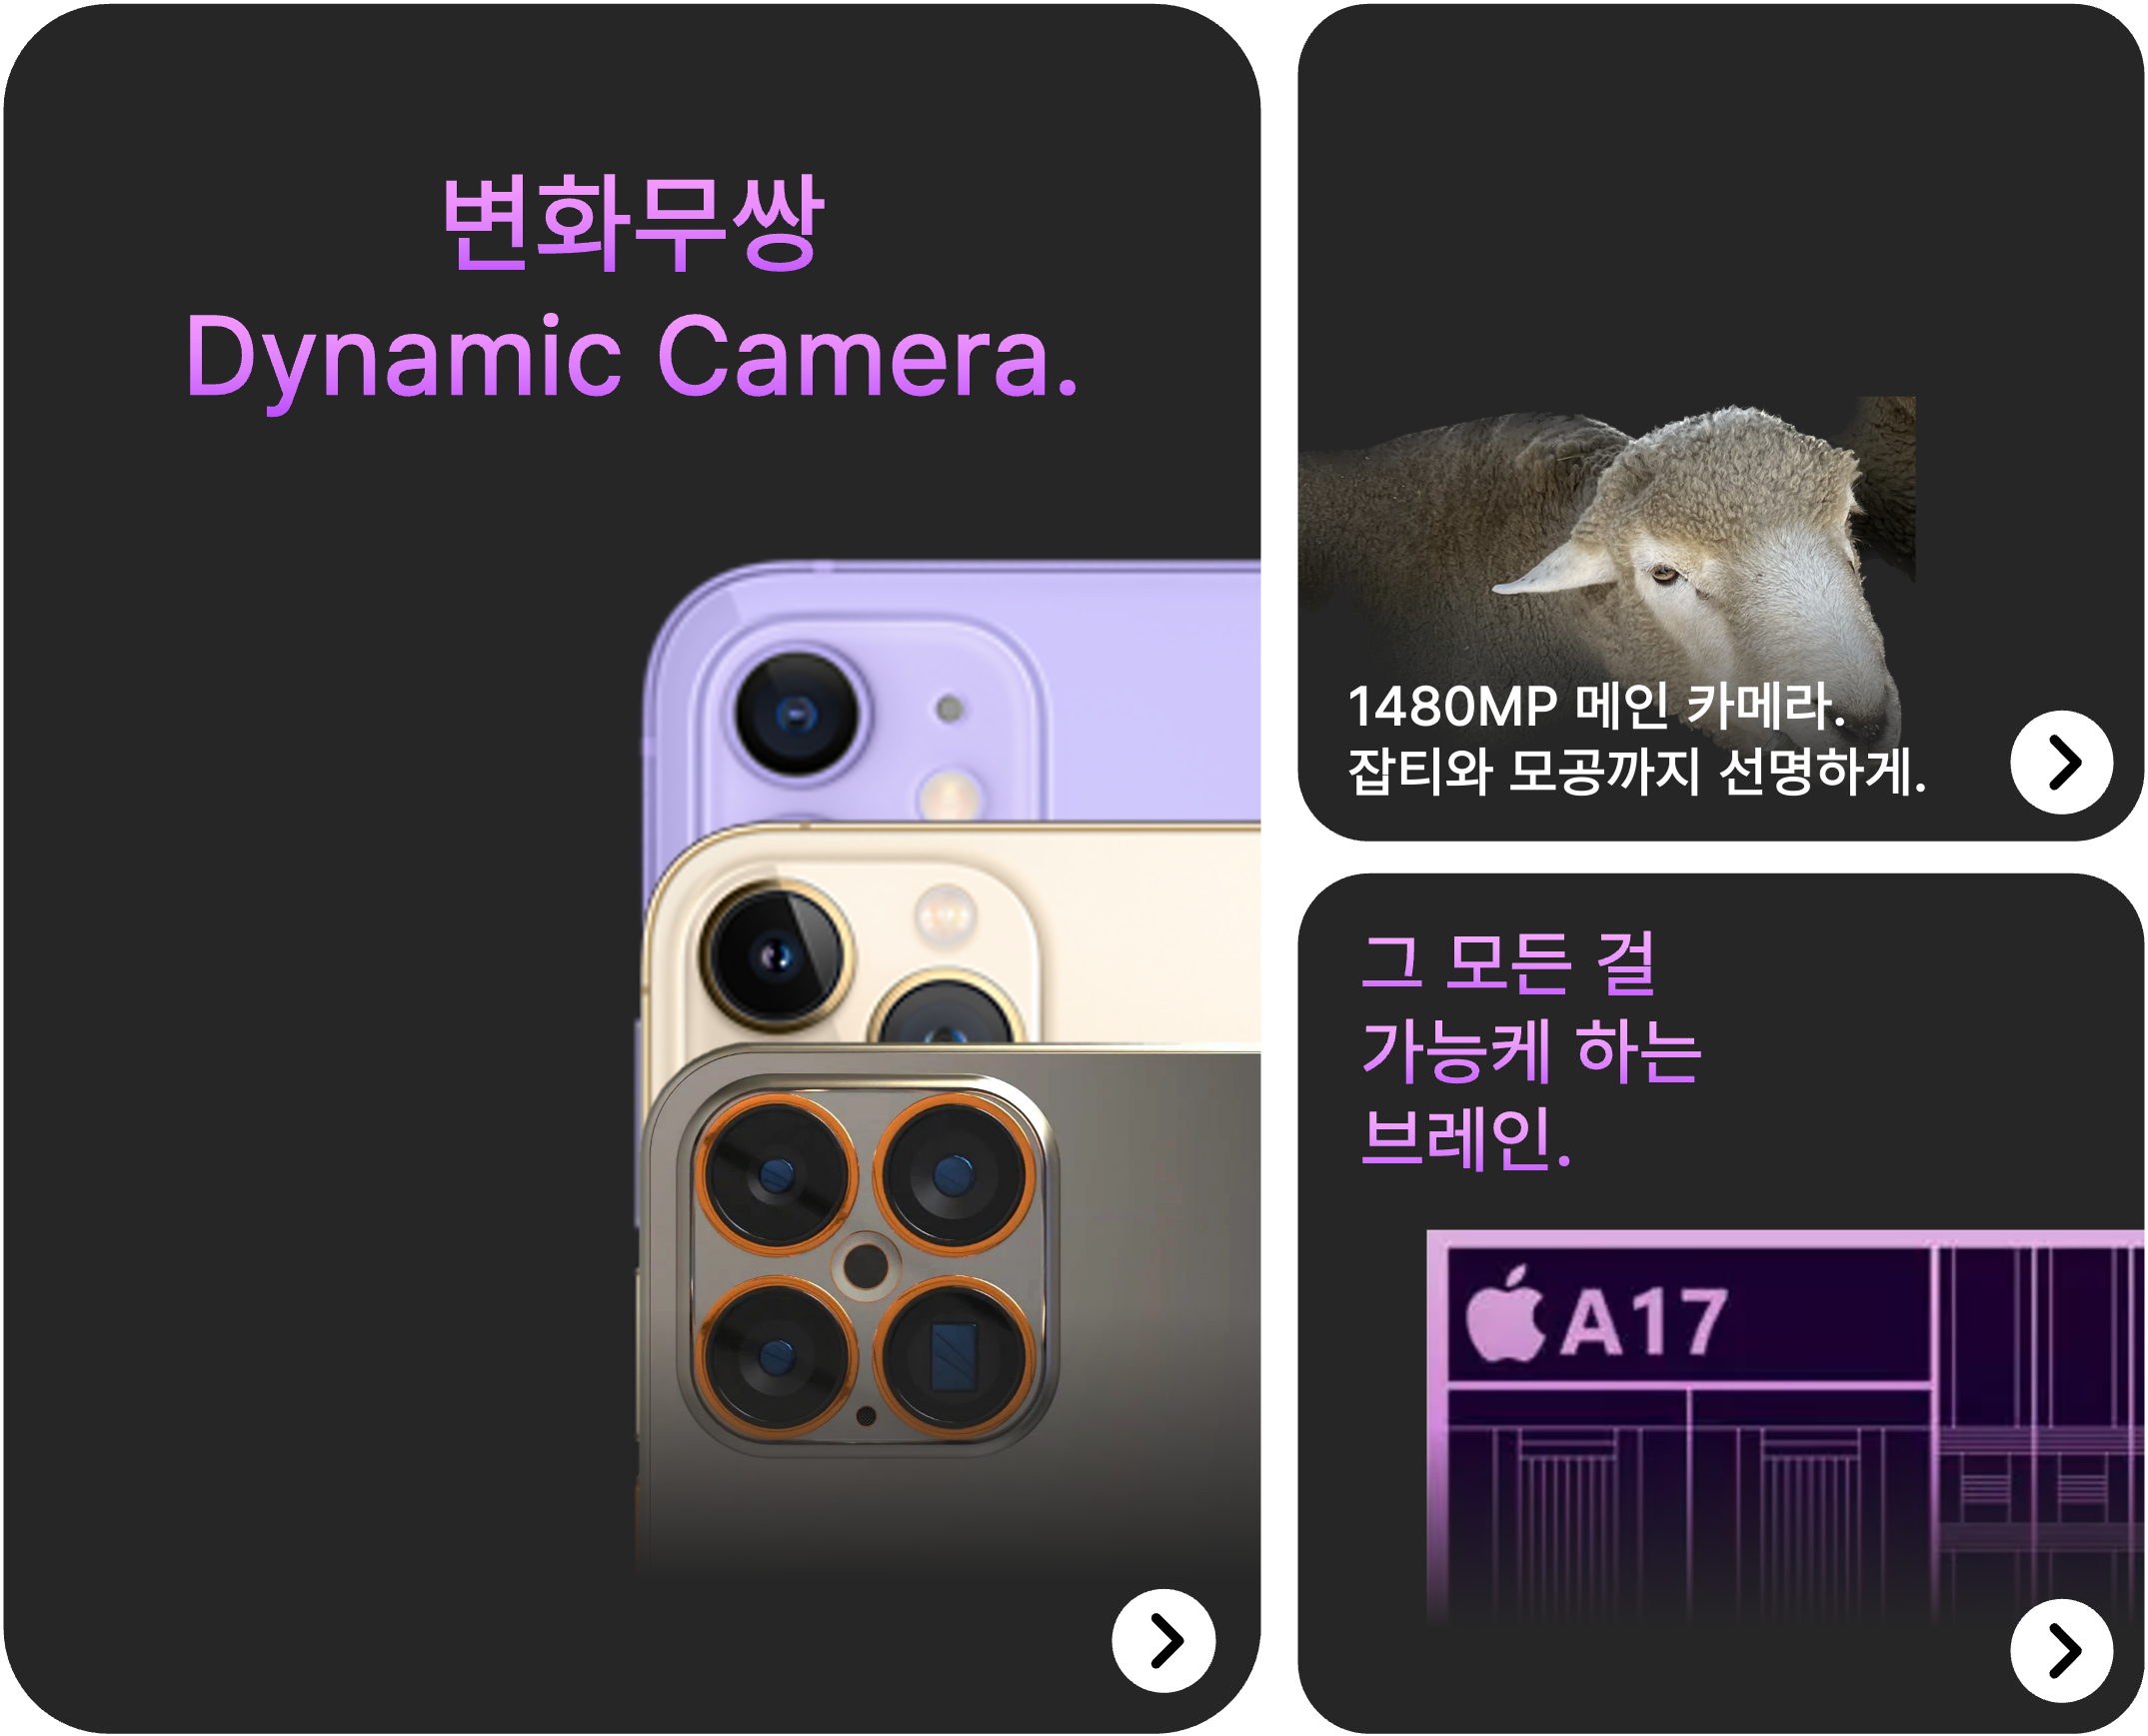 변화무쌍
Dynamic Camera.
1480MP 메인 카메라.
잡티와 모공까지 선명하게.
그 모든 걸
가능케 하는
브레인.
A17